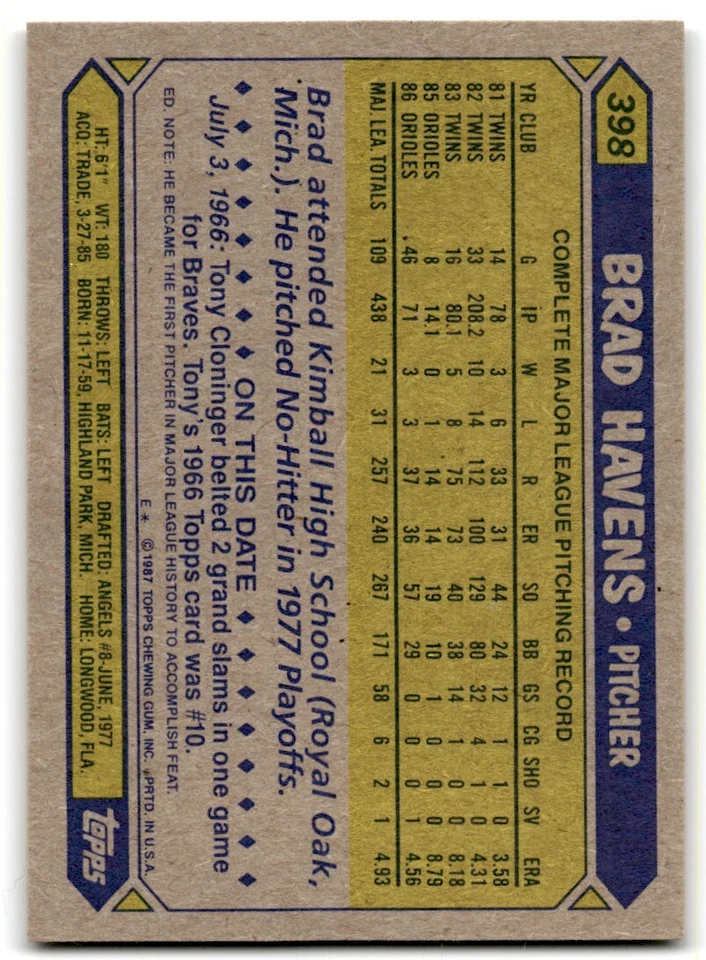 398
BRAD HAVENS • PITCHER
COMPLETE MAJOR LEAGUE PITCHING RECORD
YR CLUB G IP W L R ER SO BB GS CG SHO SV ERA
81 TWINS 14 78 3 6 33 31 44 24 12 1 1 0 3.58
82 TWINS 33 208.2 10 14 112 100 129 80 32 4 1 0 4.31
83 TWINS 16 80.1 5 8 75 73 40 38 14 1 0 0 8.18
85 ORIOLES 8 14.1 0 1 14 14 19 10 1 0 0 0 8.79
86 ORIOLES 46 71 3 3 37 36 57 29 0 0 0 1 4.56
MAJ. LEA. TOTALS 109 438 21 31 257 240 267 171 58 6 2 1 4.93
Brad attended Kimball High School (Royal Oak,
Mich.). He pitched No-Hitter in 1977 Playoffs.
◆ ◆ ◆ ◆ ◆ ◆ ◆ ON THIS DATE ◆ ◆ ◆ ◆ ◆ ◆ ◆
July 3, 1966: Tony Cloninger belted 2 grand slams in one game
for Braves. Tony's 1966 Topps card was #10.
ED. NOTE: HE BECAME THE FIRST PITCHER IN MAJOR LEAGUE HISTORY TO ACCOMPLISH FEAT.
E * ©1987 TOPPS CHEWING GUM, INC. PRTD. IN U.S.A.
HT: 6'1" WT: 180 THROWS: LEFT BATS: LEFT DRAFTED: ANGELS #8-JUNE, 1977
ACQ: TRADE, 3-27-85 BORN: 11-17-59, HIGHLAND PARK, MICH. HOME: LONGWOOD, FLA.
topps